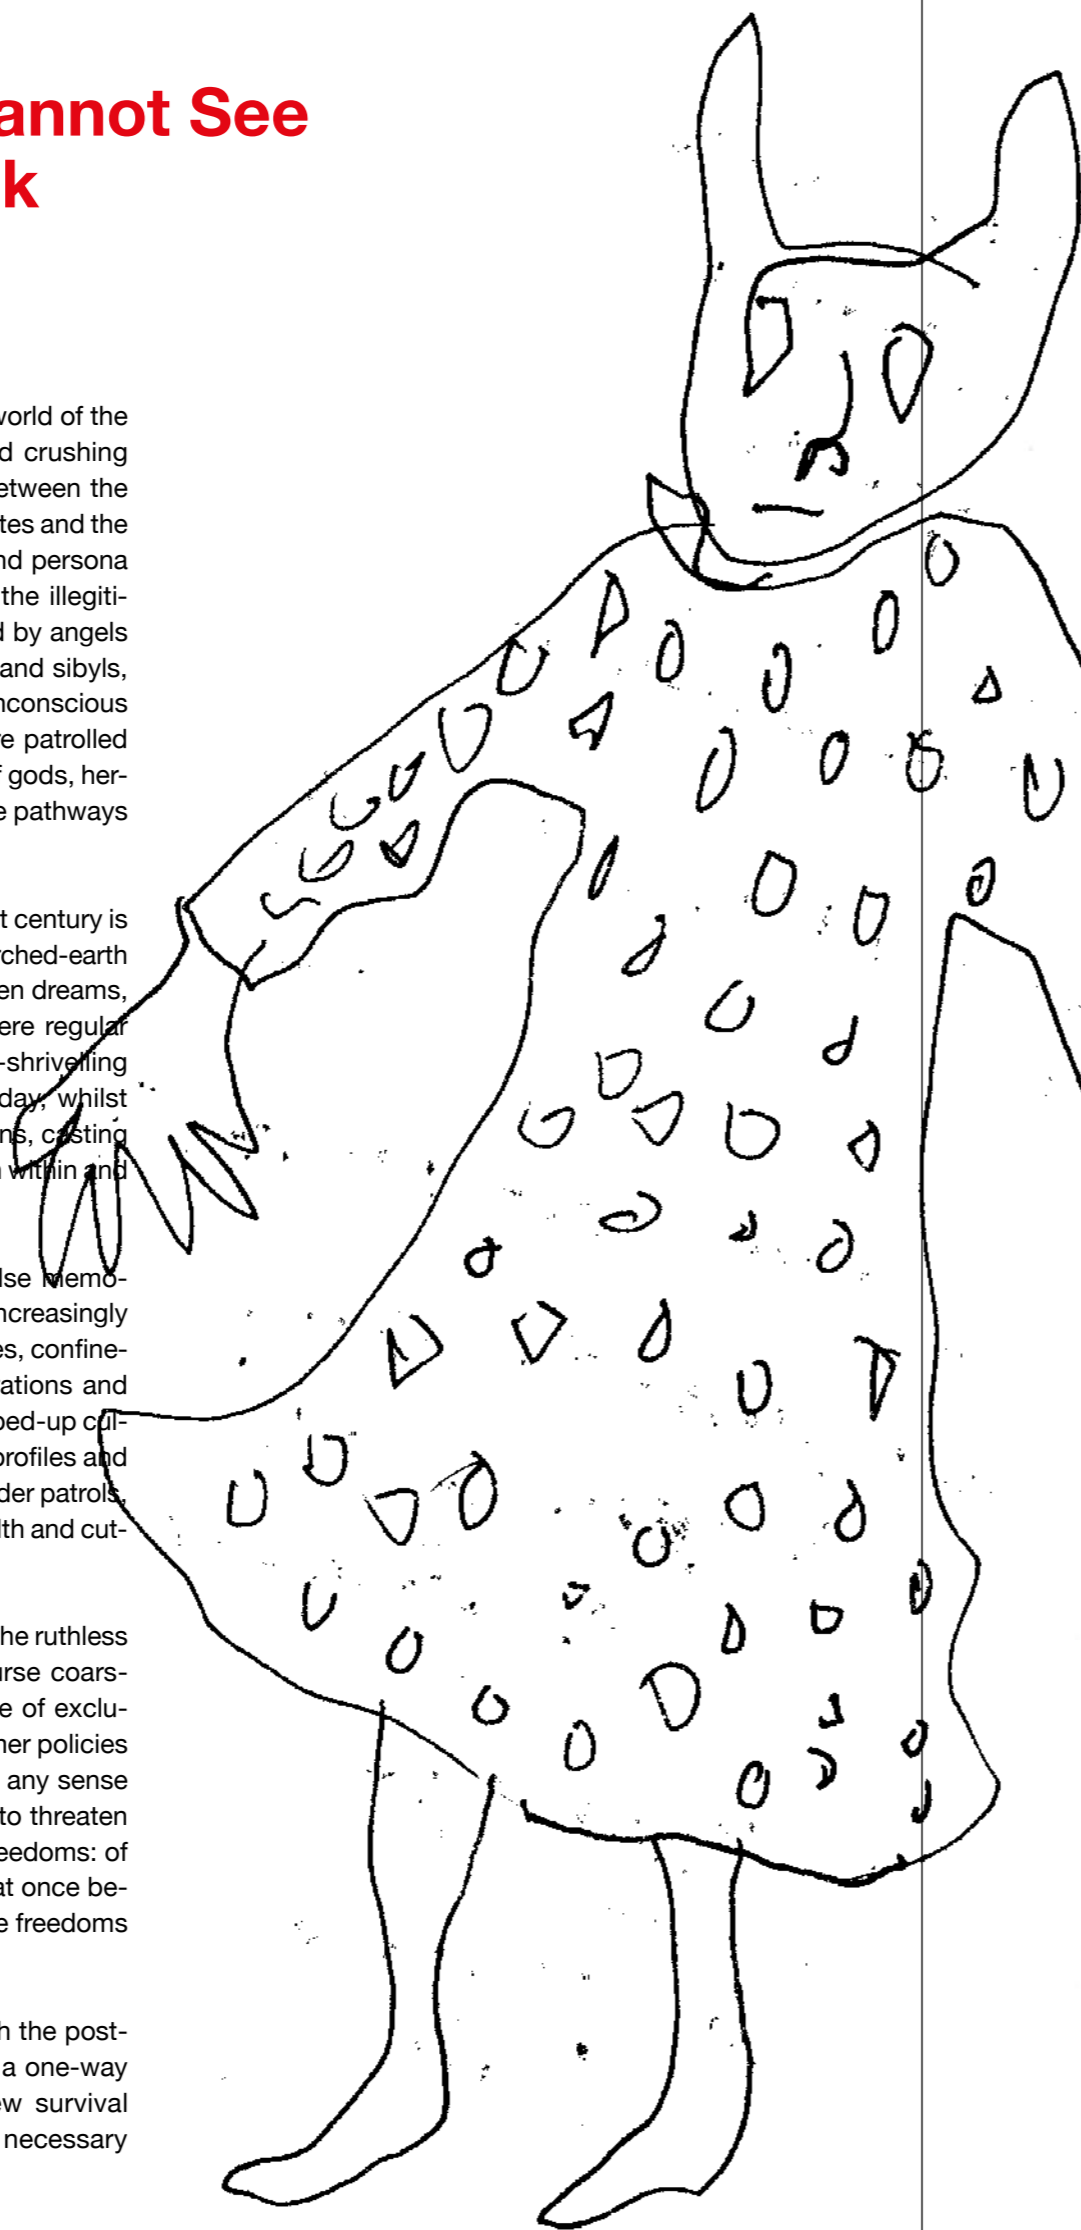 annot See
k
world of the
d crushing
etween the
tes and the
nd persona
the illegiti-
d by angels
and sibyls,
nconscious
re patrolled
f gods, her-
e pathways
t century is
rched-earth
en dreams,
ere regular
-shrivelling
day, whilst
ns, casting
n within and
lse memo-
ncreasingly
es, confine-
ations and
ped-up cul-
profiles and
der patrols,
lth and cut-
he ruthless
urse coars-
e of exclu-
ner policies
any sense
to threaten
eedoms: of
at once be-
e freedoms
h the post-
a one-way
ew survival
necessary